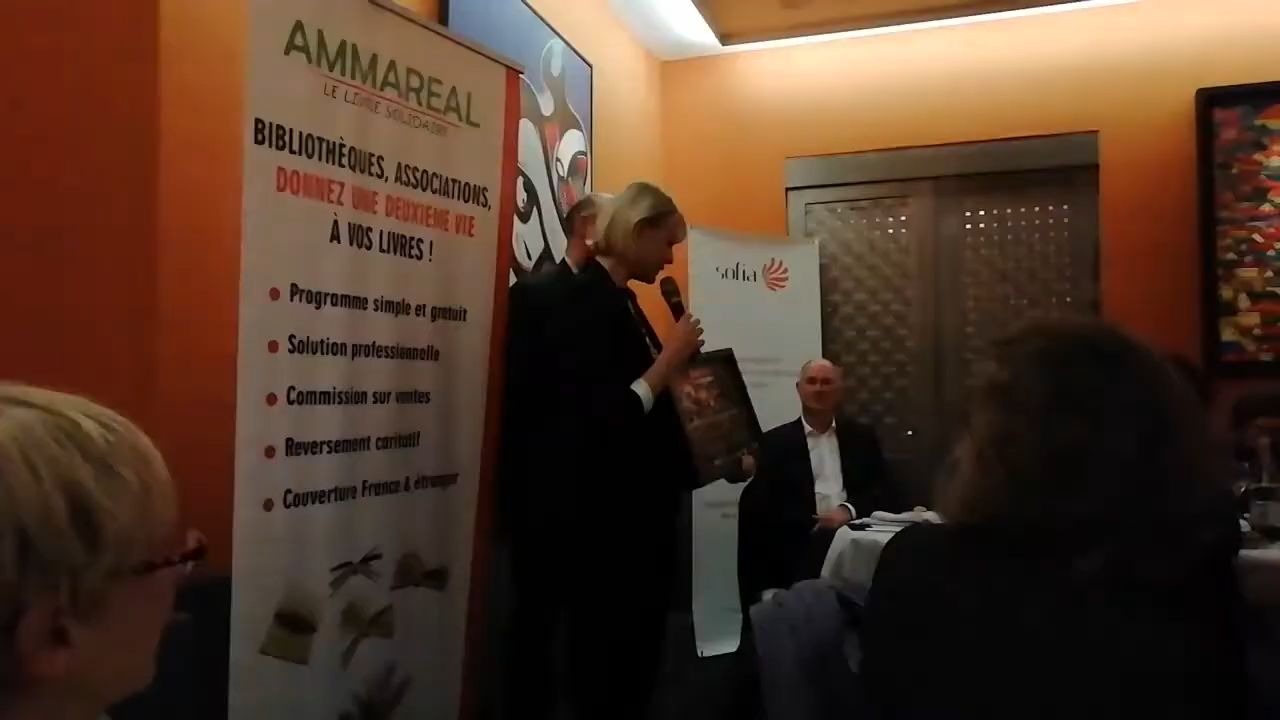 AMMAREAL
LE LIVRE SOLIDAIRE
BIBLIOTHÈQUES, ASSOCIATIONS,
DONNEZ UNE DEUXIEME VIE
À VOS LIVRES !
Programme simple et gratuit
Solution professionnelle
Commission sur ventes
Reversement caritatif
Couverture France & étranger
sofia